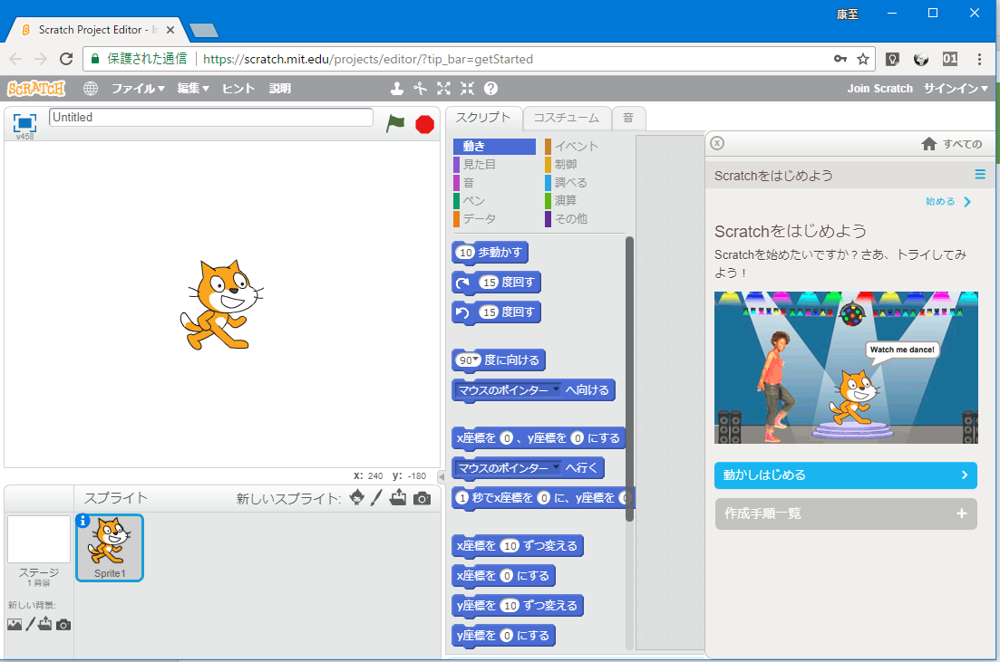 康至
Scratch Project Editor - In
保護された通信 https://scratch.mit.edu/projects/editor/?tip_bar=getStarted
01
SCRATCH ファイル▼ 編集▼ ヒント 説明 Join Scratch サインイン▼
v458
Untitled
スクリプト コスチューム 音
動き イベント
見た目 制御
音 調べる
ペン 演算
データ その他
10 歩動かす
15 度回す
15 度回す
90▼ 度に向ける
マウスのポインター へ向ける
x座標を 0 、y座標を 0 にする
マウスのポインター へ行く
1 秒でx座標を 0 に、y座標を 0
x座標を 10 ずつ変える
x座標を 0 にする
y座標を 10 ずつ変える
y座標を 0 にする
x: 240 y: -180
スプライト 新しいスプライト:
Sprite1
ステージ
1 背景
新しい背景:
すべての
Scratchをはじめよう
始める
Scratchをはじめよう
Scratchを始めたいですか？さあ、トライしてみ
よう！
Watch me dance!
動かしはじめる
作成手順一覧